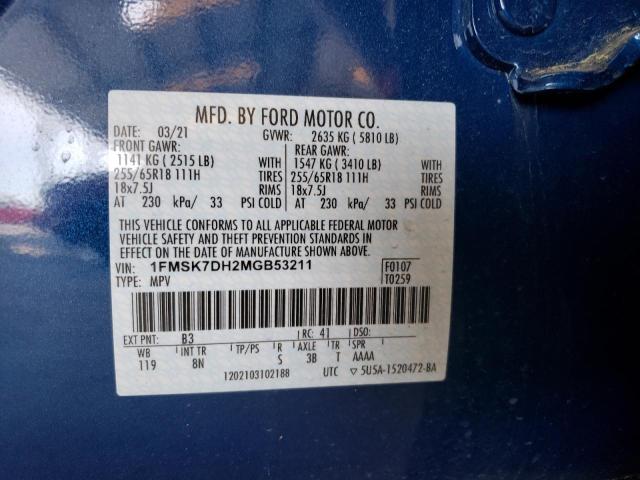 MFD. BY FORD MOTOR CO.
DATE: 03/21 GVWR: 2635 KG ( 5810 LB)
FRONT GAWR: REAR GAWR:
1141 KG ( 2515 LB) WITH 1547 KG ( 3410 LB) WITH
255/65R18 111H TIRES 255/65R18 111H TIRES
18x7.5J RIMS 18x7.5J RIMS
AT 230 kPa/ 33 PSI COLD AT 230 kPa/ 33 PSI COLD
THIS VEHICLE CONFORMS TO ALL APPLICABLE FEDERAL MOTOR
VEHICLE SAFETY AND THEFT PREVENTION STANDARDS IN
EFFECT ON THE DATE OF MANUFACTURE SHOWN ABOVE.
VIN: 1FMSK7DH2MGB53211 F0107
TYPE: MPV T0259
EXT PNT: B3 RC: 41 DSO:
WB INT TR TP/PS R AXLE TR SPR
119 8N S 3B T AAAA
1202103102188 UTC ▽ 5U5A-1520472-BA